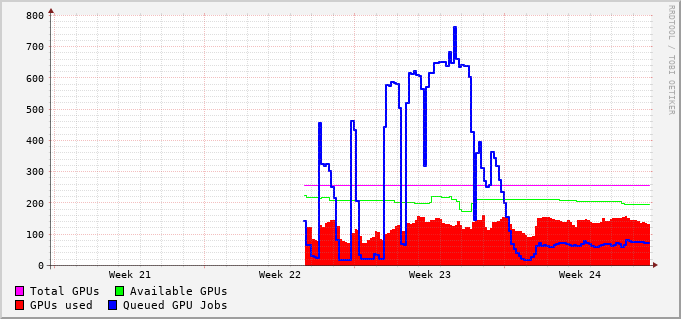 800
700
600
500
400
300
200
100
0
Week 21 Week 22 Week 23 Week 24
Total GPUs Available GPUs
GPUs used Queued GPU Jobs
RRDTOOL / TOBI OETIKER